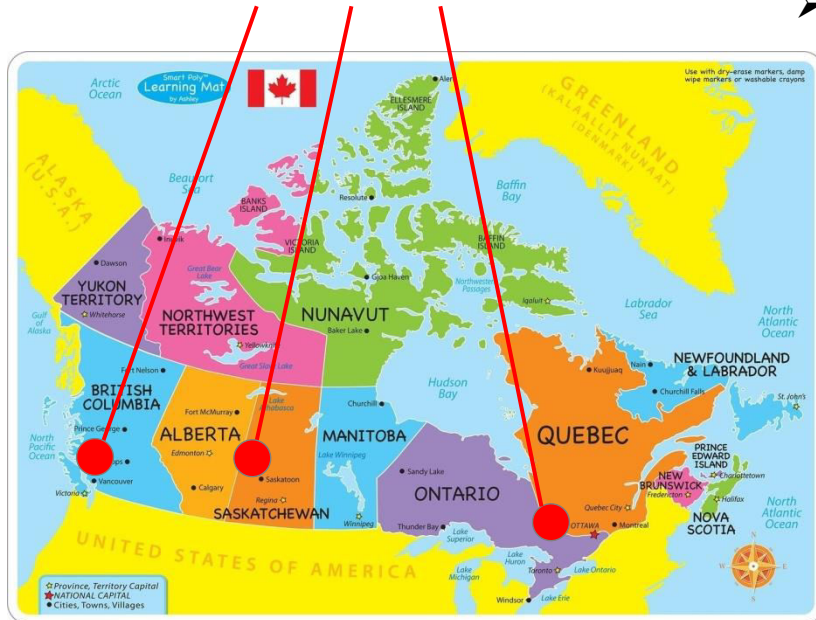 Smart Poly™
Learning Mat
by Ashley
Use with dry-erase markers, damp
wipe markers or washable crayons
Arctic
Ocean
ELLESMERE
ISLAND
GREENLAND
(KALAALLIT NUNAAT)
(DENMARK)
ALASKA
(U.S.A.)
Beaufort
Sea
BANKS
ISLAND
Resolute
Baffin
Bay
VICTORIA
ISLAND
BAFFIN
ISLAND
Inuvik
Dawson
Great Bear
Lake
Gjoa Haven
Northwest
Passages
YUKON
TERRITORY
Iqaluit
Labrador
Sea
Whitehorse
NORTHWEST
TERRITORIES
NUNAVUT
Baker Lake
Gulf
of Alaska
North
Atlantic
Ocean
Yellowknife
Great Slave Lake
Fort Nelson
Kuujjuaq
Nain
NEWFOUNDLAND
& LABRADOR
Churchill Falls
St. John's
BRITISH
COLUMBIA
Hudson
Bay
Lake
Fort McMurray
Churchill
Prince George
ALBERTA
MANITOBA
QUEBEC
North
Pacific
Ocean
Edmonton
Lake Winnipeg
PRINCE
EDWARD
ISLAND
Charlottetown
Sandy Lake
Saskatoon
Vancouver
Calgary
ONTARIO
NEW
BRUNSWICK
Fredericton
Victoria
Regina
Halifax
SASKATCHEWAN
Quebec City
NOVA
SCOTIA
North
Atlantic
Ocean
Winnipeg
Thunder Bay
OTTAWA
Montreal
Lake
Superior
UNITED STATES OF AMERICA
Lake
Huron
Lake
Michigan
Toronto
Lake Ontario
N
W
E
S
Windsor
Lake Erie
Province, Territory Capital
NATIONAL CAPITAL
Cities, Towns, Villages